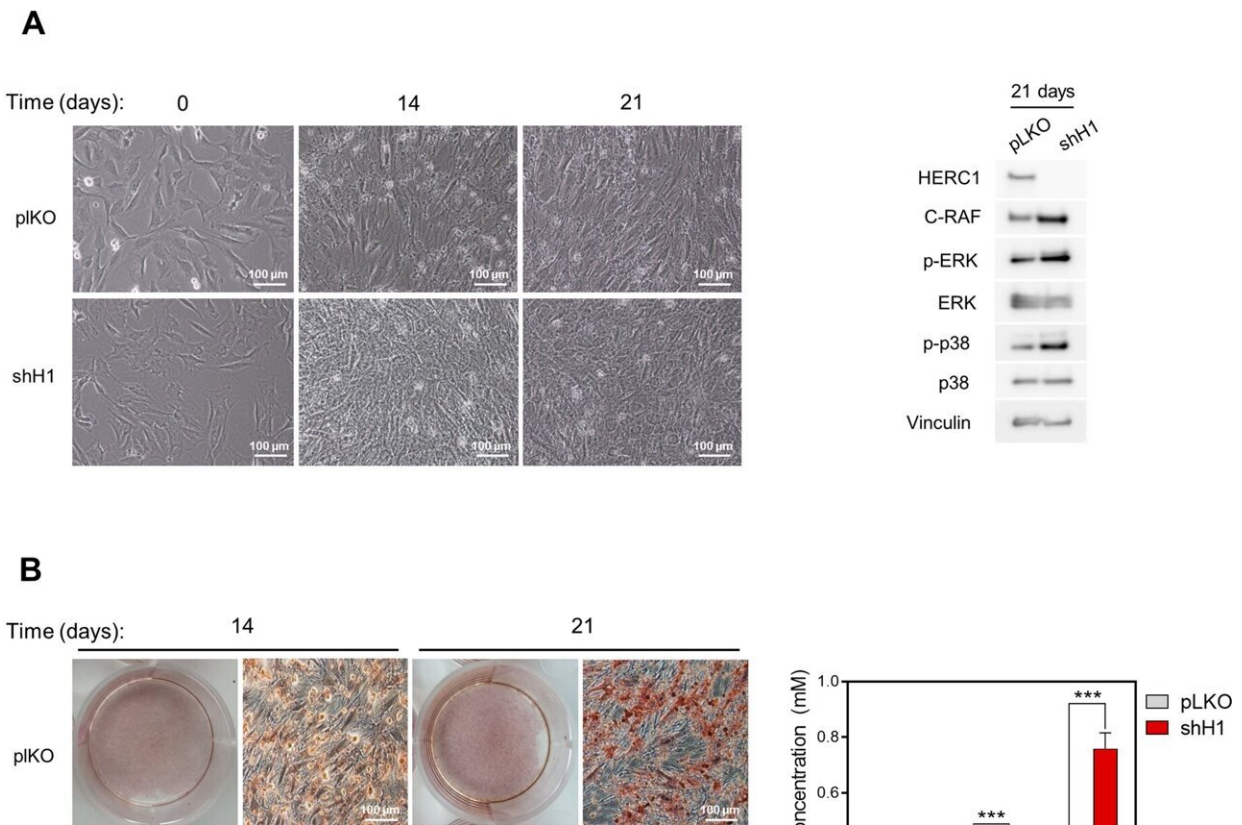 A
Time (days): 0 14 21
plKO
100 µm 100 µm 100 µm
shH1
100 µm 100 µm 100 µm
21 days
pLKO shH1
HERC1
C-RAF
p-ERK
ERK
p-p38
p38
Vinculin
B
Time (days): 14 21
plKO
100 µm 100 µm
(mM)
1.0
0.8
0.6
***
***
pLKO
shH1